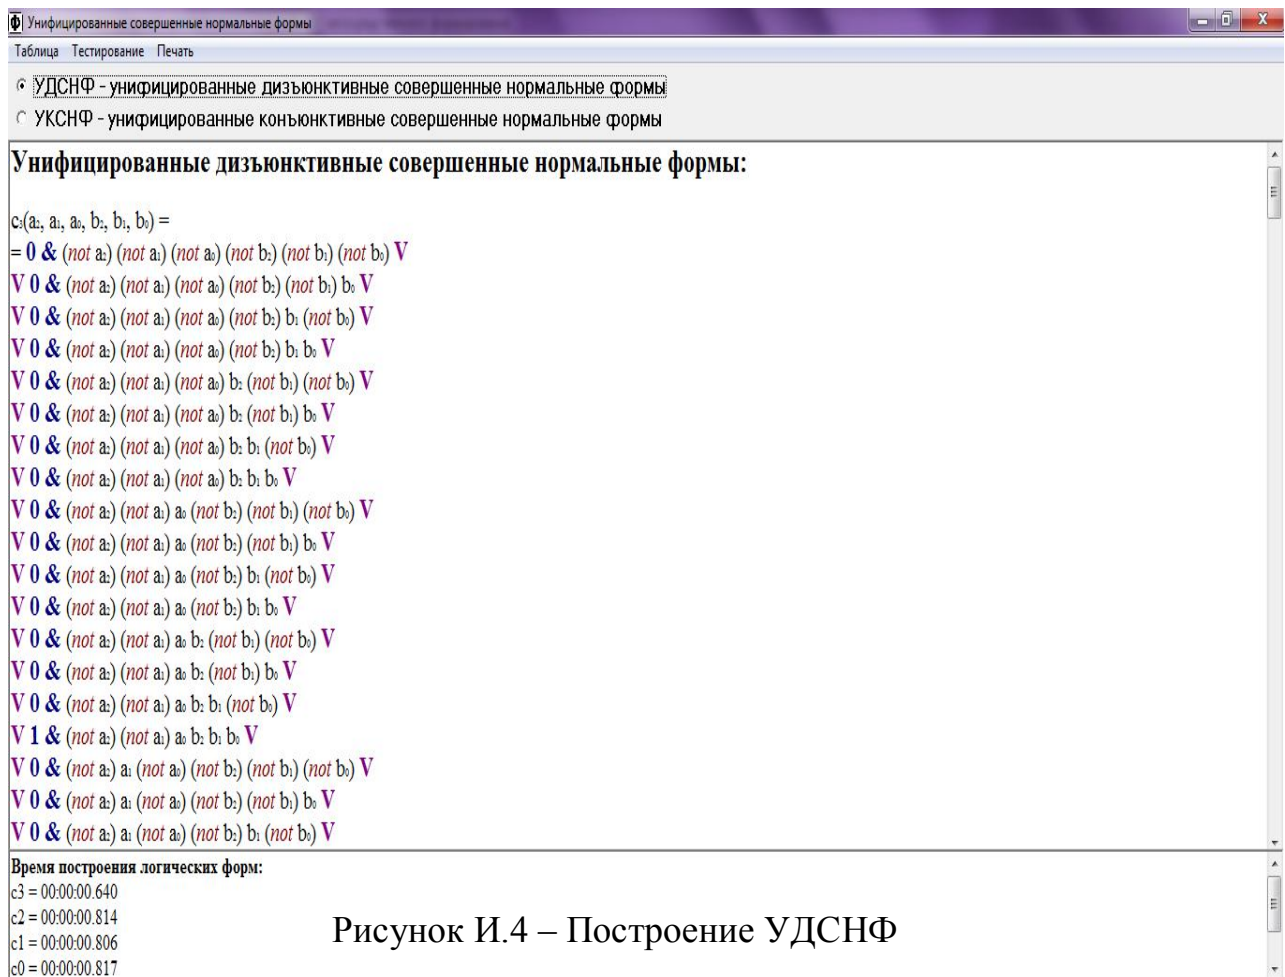 Ф Унифицированные совершенные нормальные формы
Таблица Тестирование Печать
УДСНФ - унифицированные дизъюнктивные совершенные нормальные формы
УКСНФ - унифицированные конъюнктивные совершенные нормальные формы
Унифицированные дизъюнктивные совершенные нормальные формы:
c₃(a₂, a₁, a₀, b₂, b₁, b₀) =
= 0 & (not a₂) (not a₁) (not a₀) (not b₂) (not b₁) (not b₀) V
V 0 & (not a₂) (not a₁) (not a₀) (not b₂) (not b₁) b₀ V
V 0 & (not a₂) (not a₁) (not a₀) (not b₂) b₁ (not b₀) V
V 0 & (not a₂) (not a₁) (not a₀) (not b₂) b₁ b₀ V
V 0 & (not a₂) (not a₁) (not a₀) b₂ (not b₁) (not b₀) V
V 0 & (not a₂) (not a₁) (not a₀) b₂ (not b₁) b₀ V
V 0 & (not a₂) (not a₁) (not a₀) b₂ b₁ (not b₀) V
V 0 & (not a₂) (not a₁) (not a₀) b₂ b₁ b₀ V
V 0 & (not a₂) (not a₁) a₀ (not b₂) (not b₁) (not b₀) V
V 0 & (not a₂) (not a₁) a₀ (not b₂) (not b₁) b₀ V
V 0 & (not a₂) (not a₁) a₀ (not b₂) b₁ (not b₀) V
V 0 & (not a₂) (not a₁) a₀ (not b₂) b₁ b₀ V
V 0 & (not a₂) (not a₁) a₀ b₂ (not b₁) (not b₀) V
V 0 & (not a₂) (not a₁) a₀ b₂ (not b₁) b₀ V
V 0 & (not a₂) (not a₁) a₀ b₂ b₁ (not b₀) V
V 1 & (not a₂) (not a₁) a₀ b₂ b₁ b₀ V
V 0 & (not a₂) a₁ (not a₀) (not b₂) (not b₁) (not b₀) V
V 0 & (not a₂) a₁ (not a₀) (not b₂) (not b₁) b₀ V
V 0 & (not a₂) a₁ (not a₀) (not b₂) b₁ (not b₀) V
Время построения логических форм:
c3 = 00:00:00.640
c2 = 00:00:00.814
c1 = 00:00:00.806
c0 = 00:00:00.817
Рисунок И.4 – Построение УДСНФ